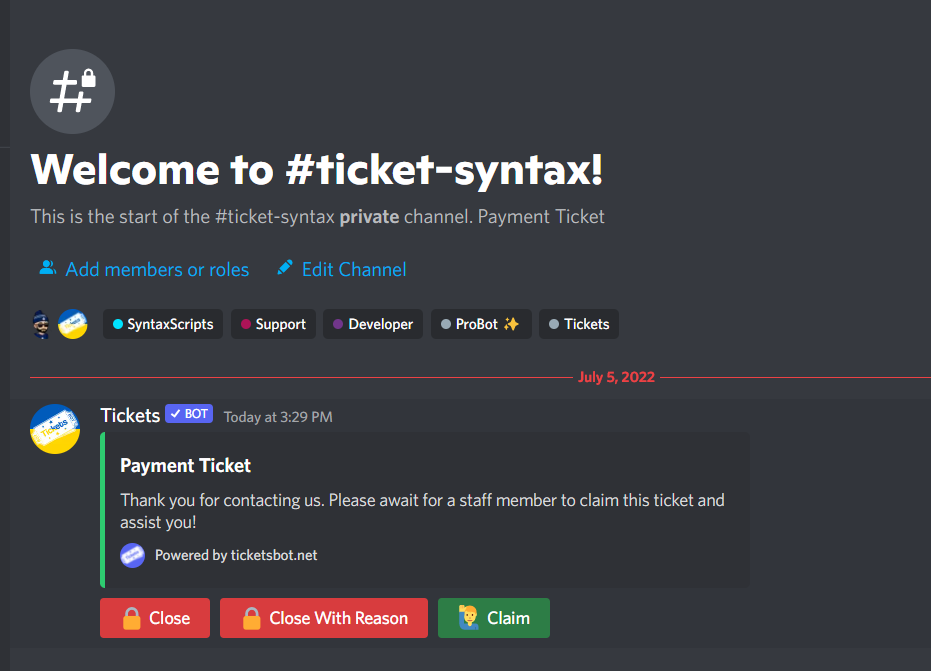 Welcome to #ticket-syntax!
This is the start of the #ticket-syntax private channel. Payment Ticket
Add members or roles Edit Channel
SyntaxScripts Support Developer ProBot ✨ Tickets
July 5, 2022
Tickets ✓ BOT Today at 3:29 PM
Payment Ticket
Thank you for contacting us. Please await for a staff member to claim this ticket and
assist you!
Powered by ticketsbot.net
Close Close With Reason Claim